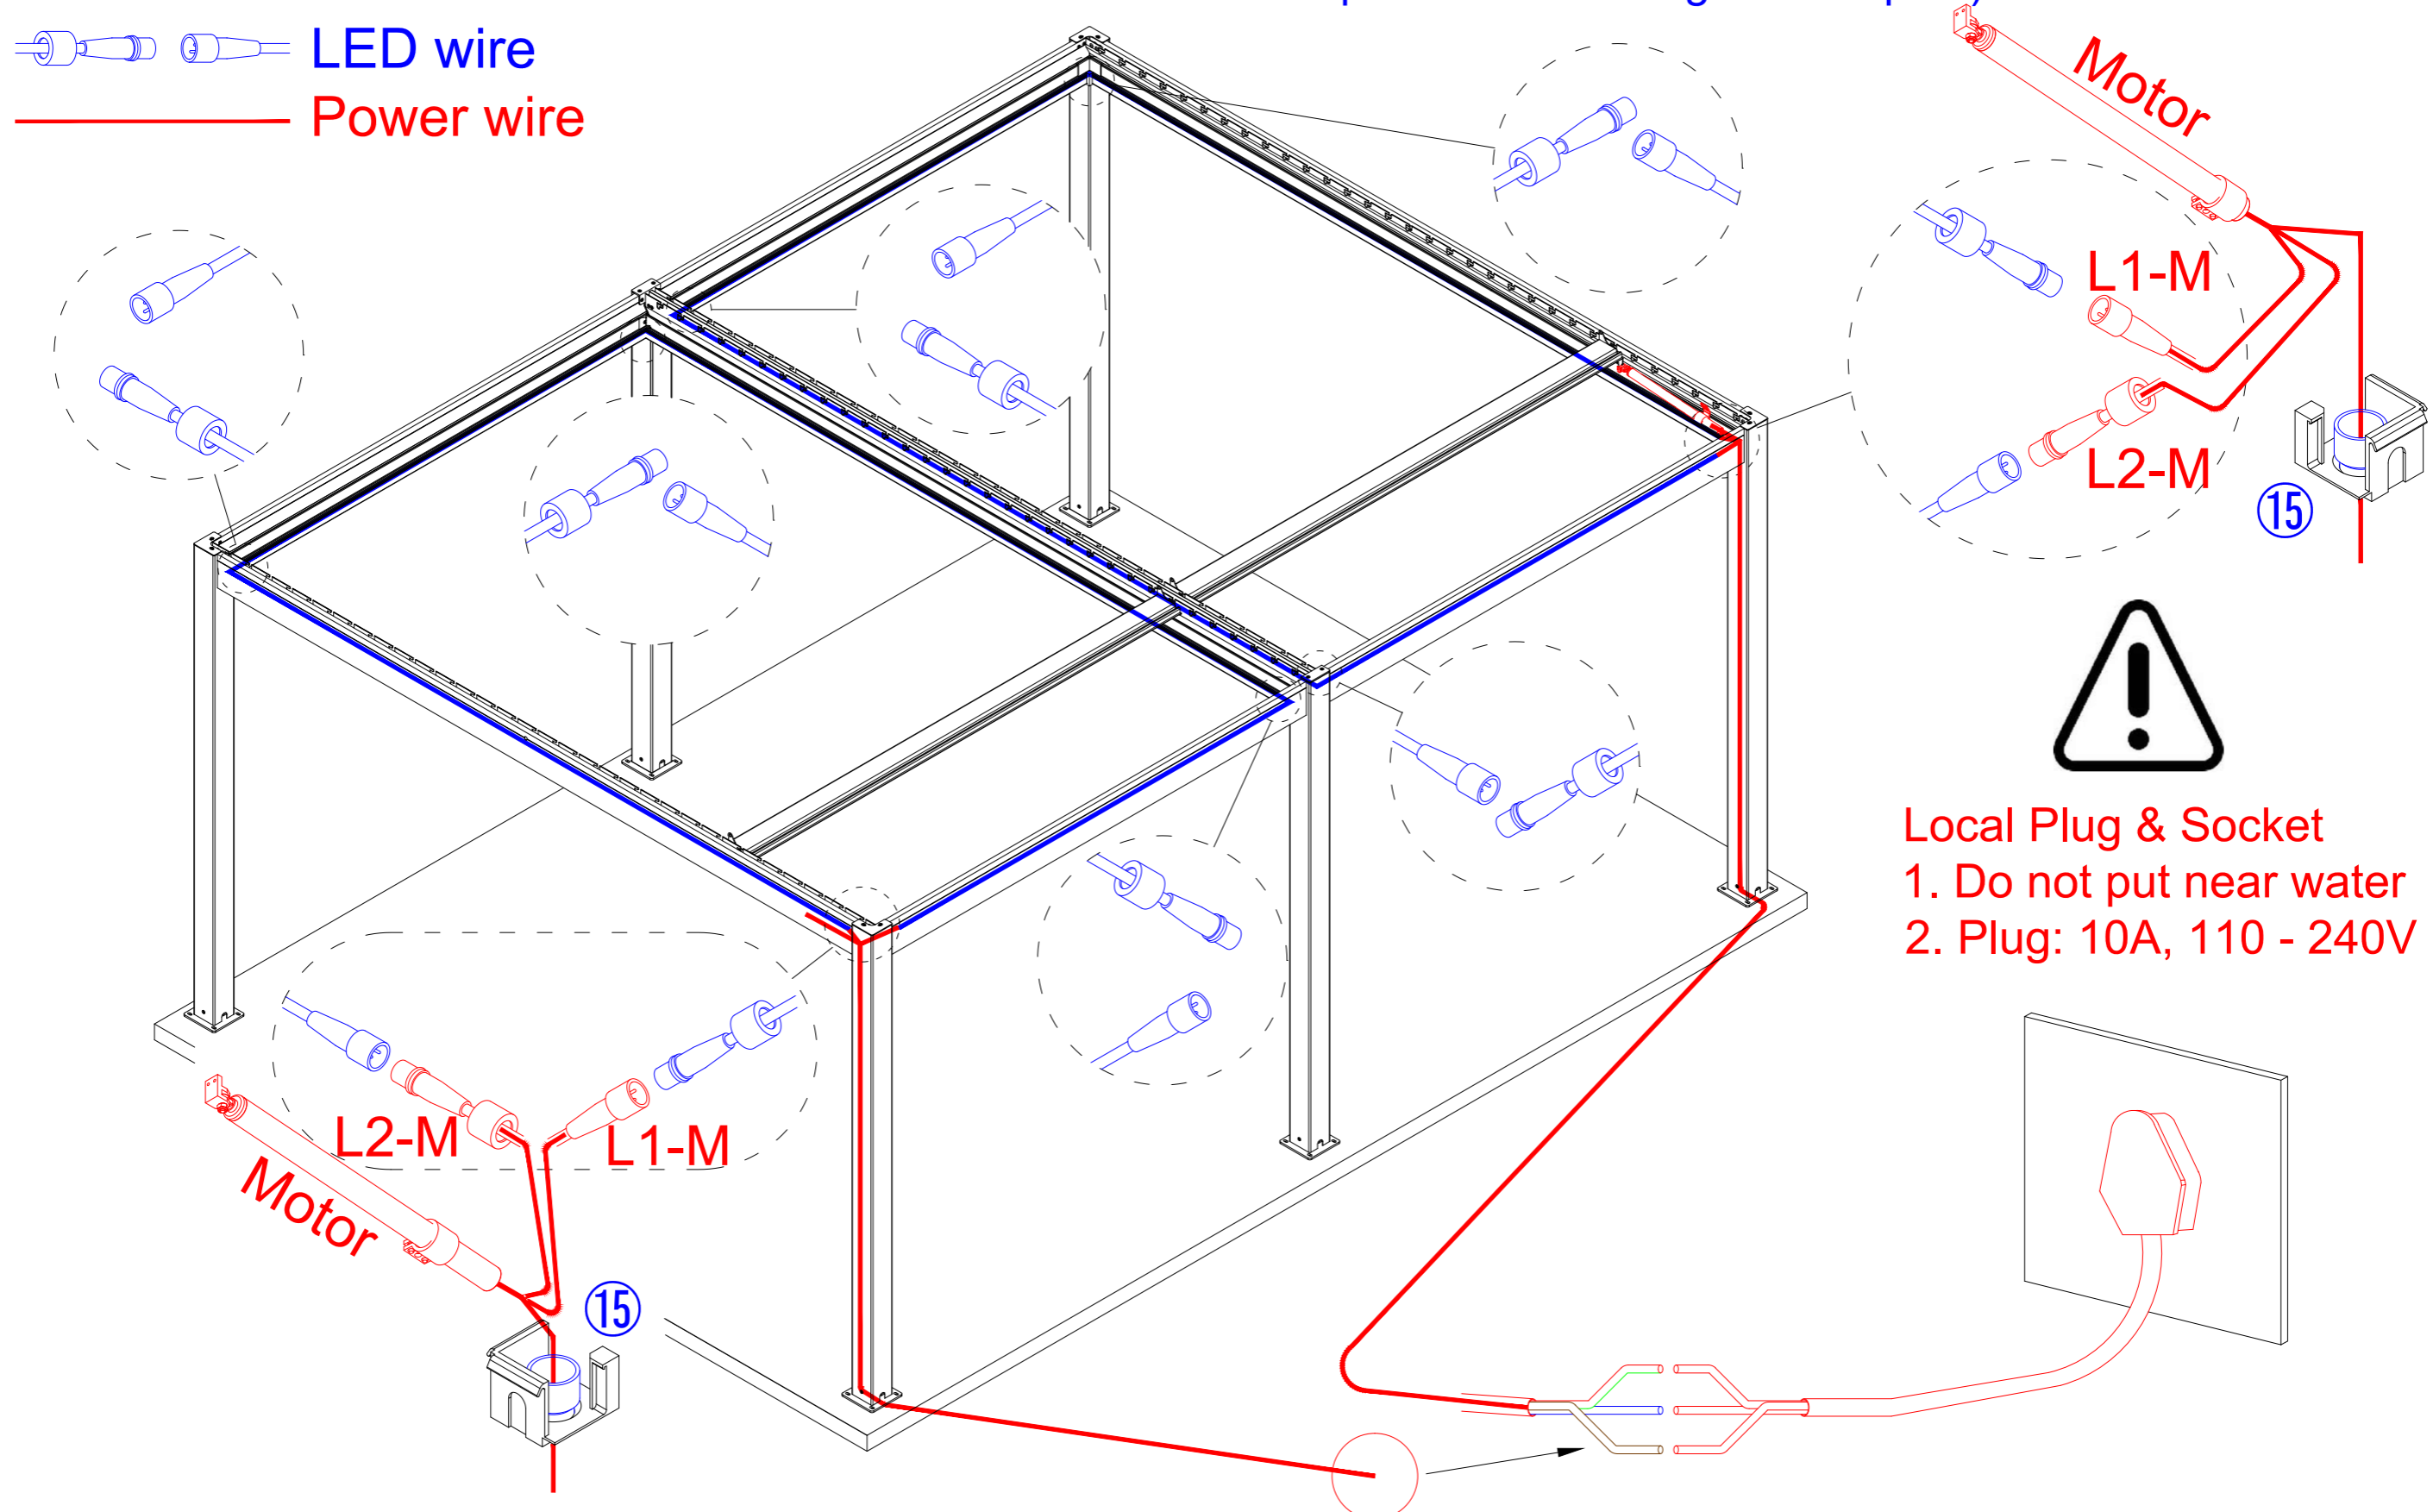 LED wire
Power wire
Motor
L1-M
L2-M
15
Local Plug & Socket
1. Do not put near water
2. Plug: 10A, 110 - 240V
L2-M
L1-M
Motor
15